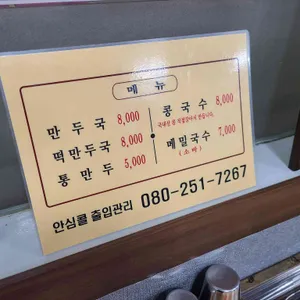 메 뉴
만 두 국 8,000
떡만두국 8,000
통 만 두 5,000
콩 국 수 8,000
메밀국수 7,000
( 소 바 )
안심콜 출입관리 080-251-7267